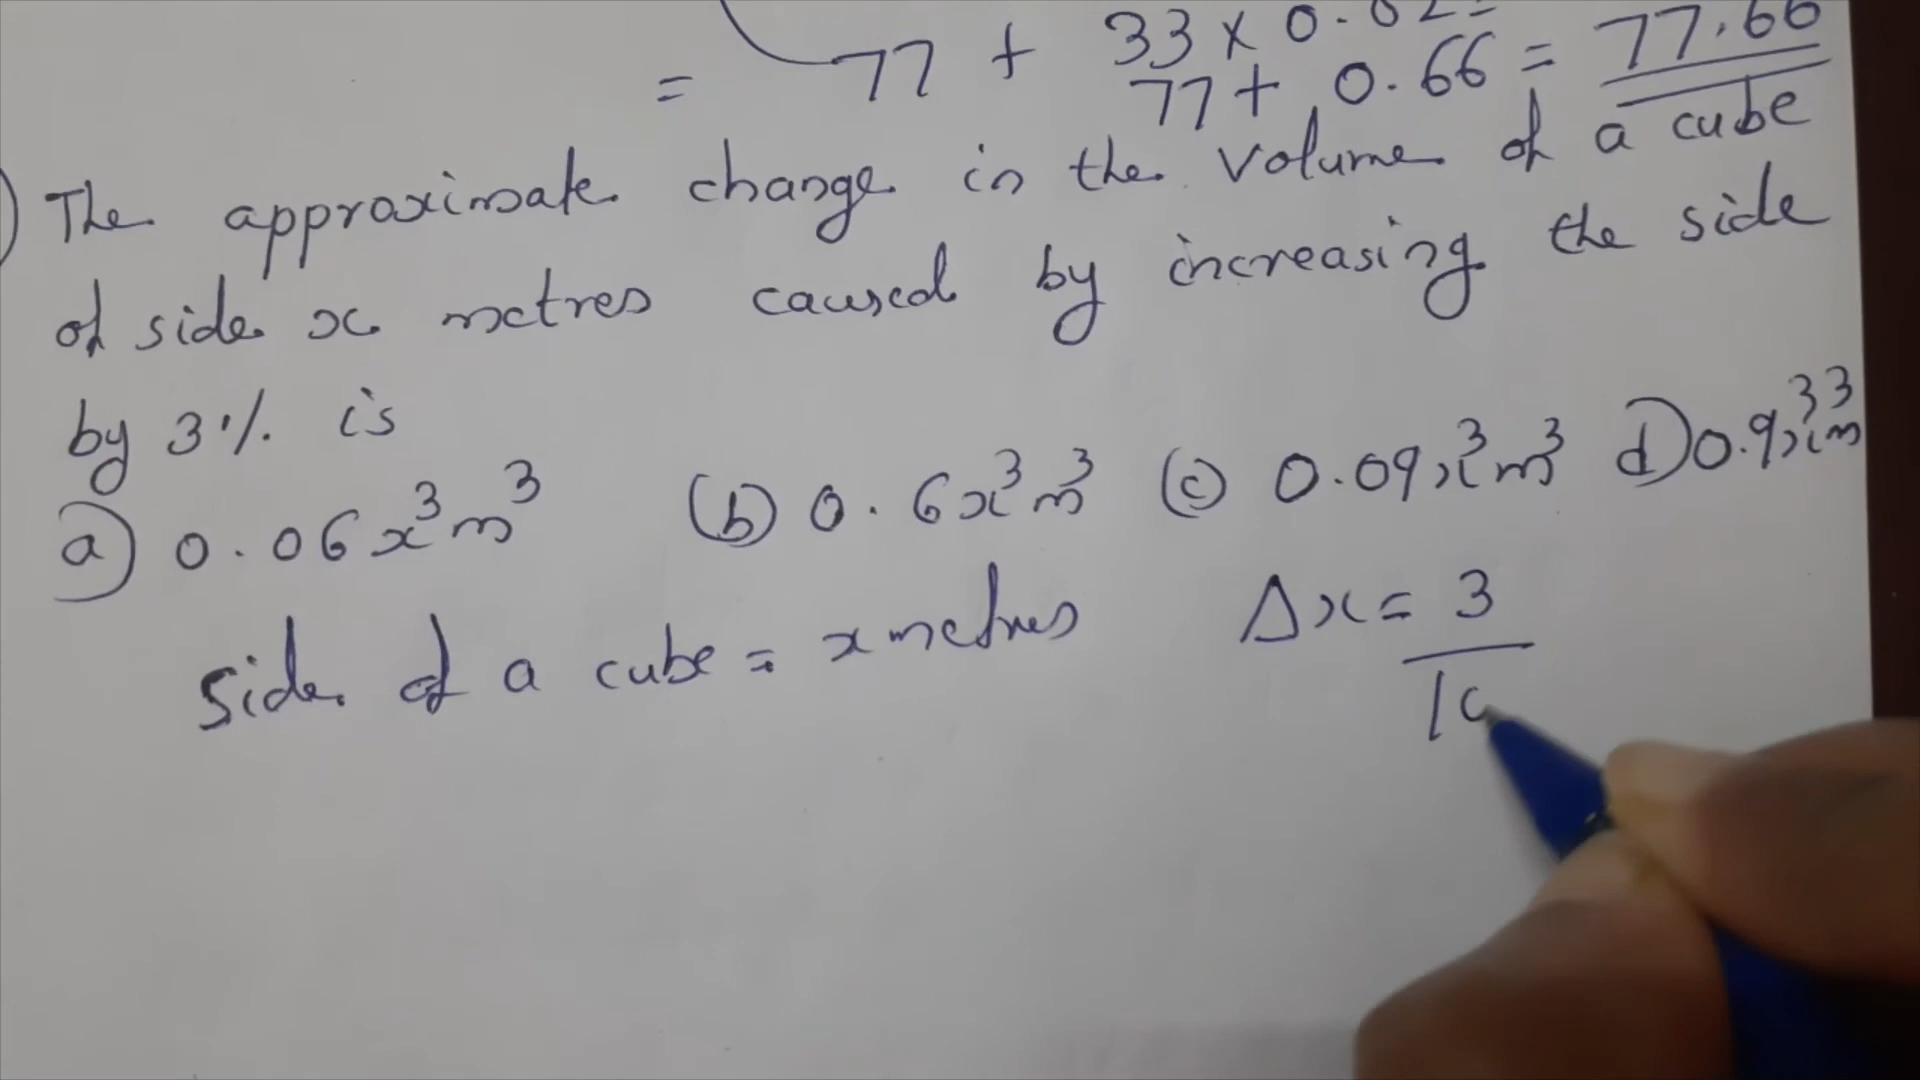 = 77 + 33 x 0.02=
77 + 0.66 = 77.66
) The approximate change in the volume of a cube
of side x metres caused by increasing the side
by 3% is
a) 0.06x³m³ (b) 0.6x³m³ (c) 0.09x³m³ d) 0.9x³m³
Side of a cube = x metres Δx = 3
10